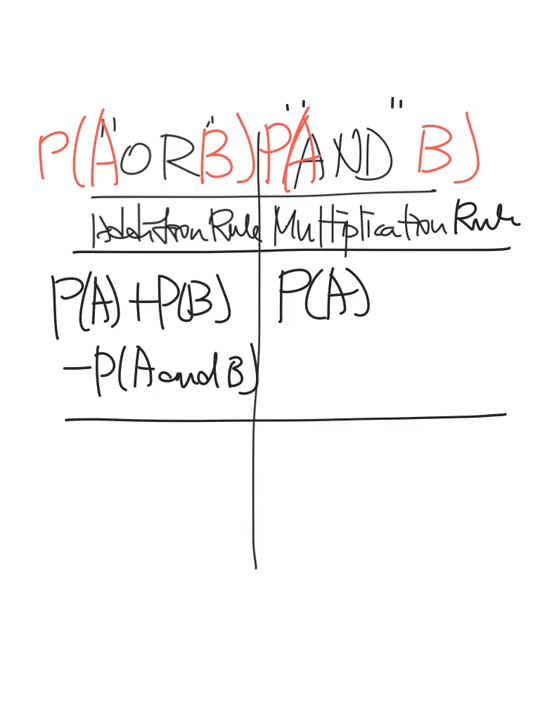 P(A "OR" B) P(A "AND" B)
Addition Rule Multiplication Rule
P(A)+P(B) P(A)
-P(A and B)